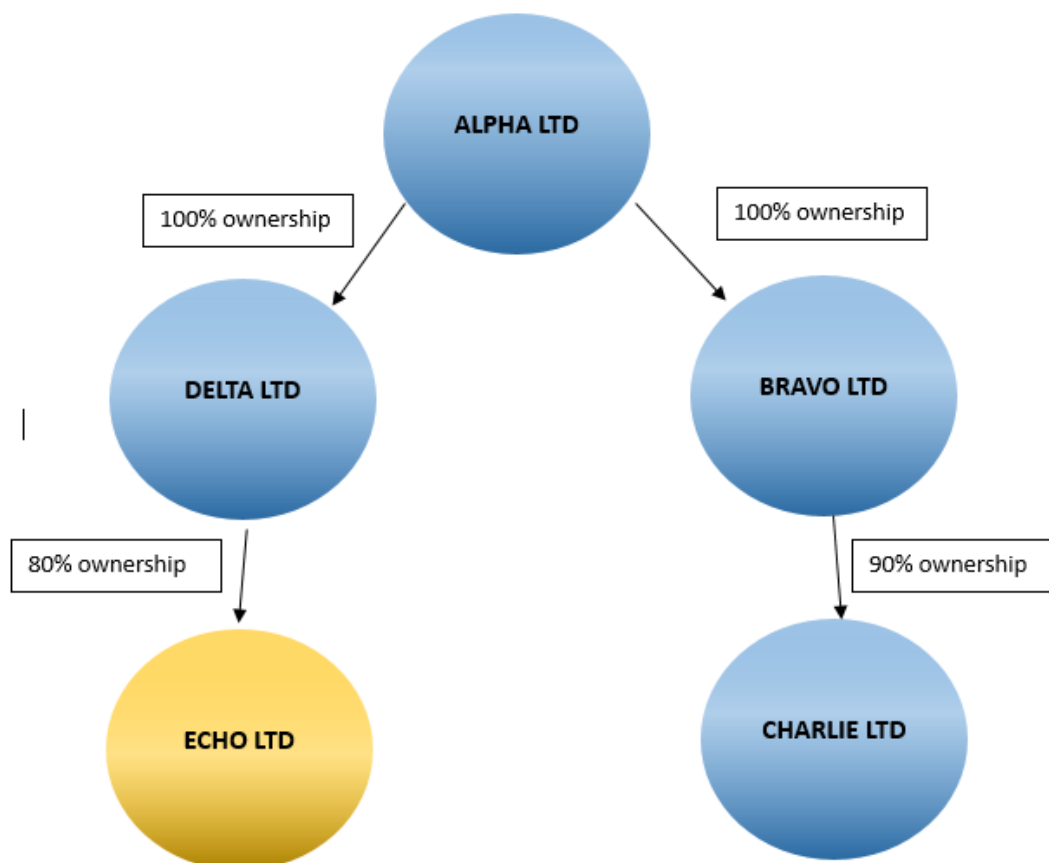 ALPHA LTD
100% ownership
100% ownership
DELTA LTD
BRAVO LTD
80% ownership
90% ownership
ECHO LTD
CHARLIE LTD